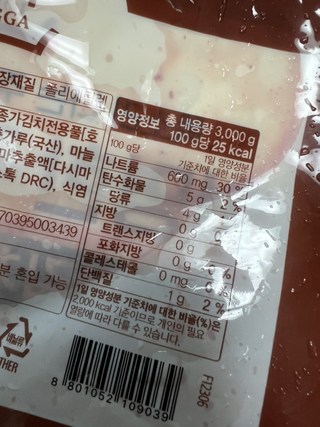 GGA
장재질 폴리에틸렌
종가김치전용풀(호
가루(국산), 마늘
마추출액(다시마
톡 DRC), 식염
70395003439
분 혼입 가능
영양정보 총 내용량 3,000 g
100 g당 25 kcal
100 g당 1일 영양성분
기준치에 대한 비율
나트륨 600 mg 30 %
탄수화물 5 g 2 %
당류 4 g
지방 0 g
트랜스지방 0 g
포화지방 0 g
콜레스테롤 0 mg
단백질 1 g 2 %
1일 영양성분 기준치에 대한 비율(%)은
2,000 kcal 기준이므로 개인의 필요
열량에 따라 다를 수 있습니다.
THER
F12306
8 801052 109039